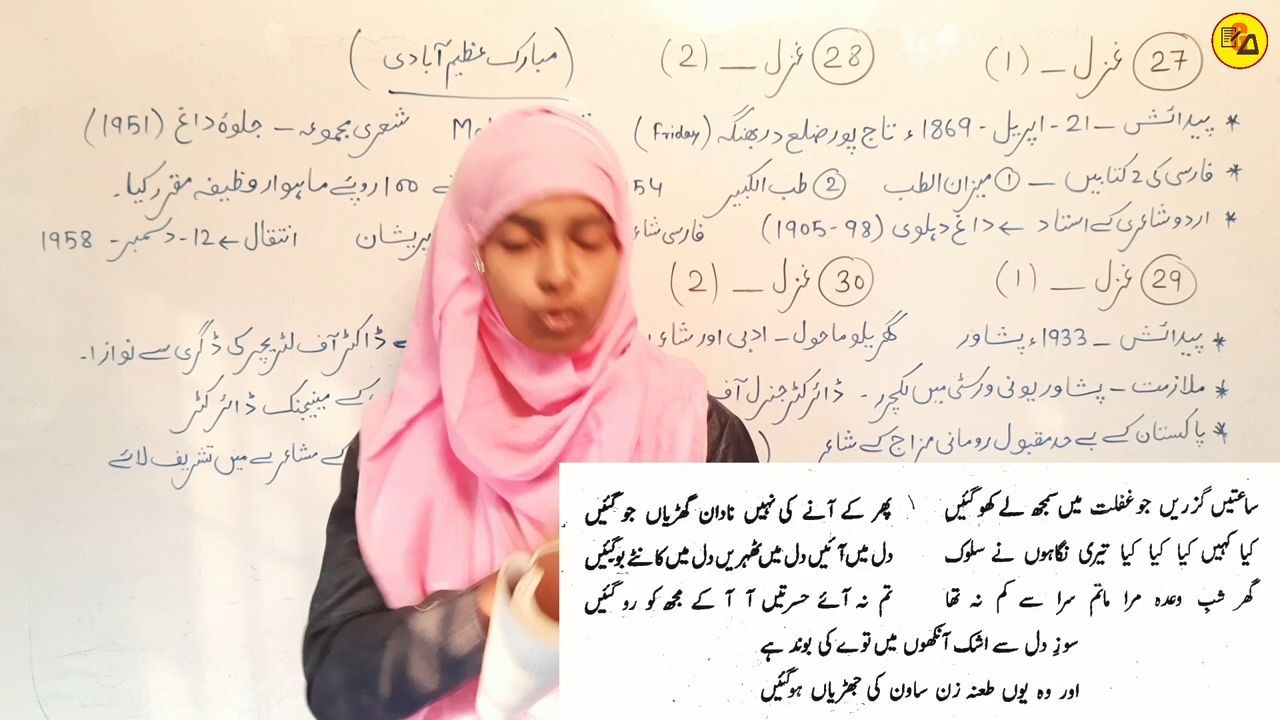 27 غزل – (1) 28 غزل – (2) (مبارک عظیم آبادی)
* پیدائش – 21 - اپریل - 1869ء تاج پور ضلع دربھنگہ (Friday) شعری مجموعہ – جلوۂ داغ (1951)
* فارسی کی 2 کتابیں – ① میزان الطب ② طب الکبیر 100 روپئے ماہوار وظیفہ مقرر کیا۔
* اردو شاعری کے استاد ← داغ دہلوی (98-1905) فارسی پریشان انتقال ← 12 - دسمبر - 1958
29 غزل – (1) 30 غزل – (2)
* پیدائش – 1933ء پشاور گھریلو ماحول – ادبی اور ڈاکٹر آف لٹریچر کی ڈگری سے نوازا۔
* ملازمت – پشاور یونی ورسٹی میں لکچرر - ڈائرکٹر جنرل آف کے مینیجنگ ڈائرکٹر
* پاکستان کے بے حد مقبول رومانی مزاج کے شاعر کے مشاعرے میں تشریف لائے
ساعتیں گزریں جو غفلت میں سمجھ لے کھو گئیں پھر کے آنے کی نہیں نادان گھڑیاں جو گئیں
کیا کہیں کیا کیا کیا تیری نگاہوں نے سلوک دل میں آئیں دل میں ٹھہریں دل میں کانٹے بو گئیں
گھر شبِ وعدہ مرا ماتم سرا سے کم نہ تھا تم نہ آئے حسرتیں آ آ کے مجھ کو رو گئیں
سوزِ دل سے اشک آنکھوں میں توے کی بوند ہے
اور وہ یوں طعنہ زن ساون کی جھڑیاں ہوگئیں